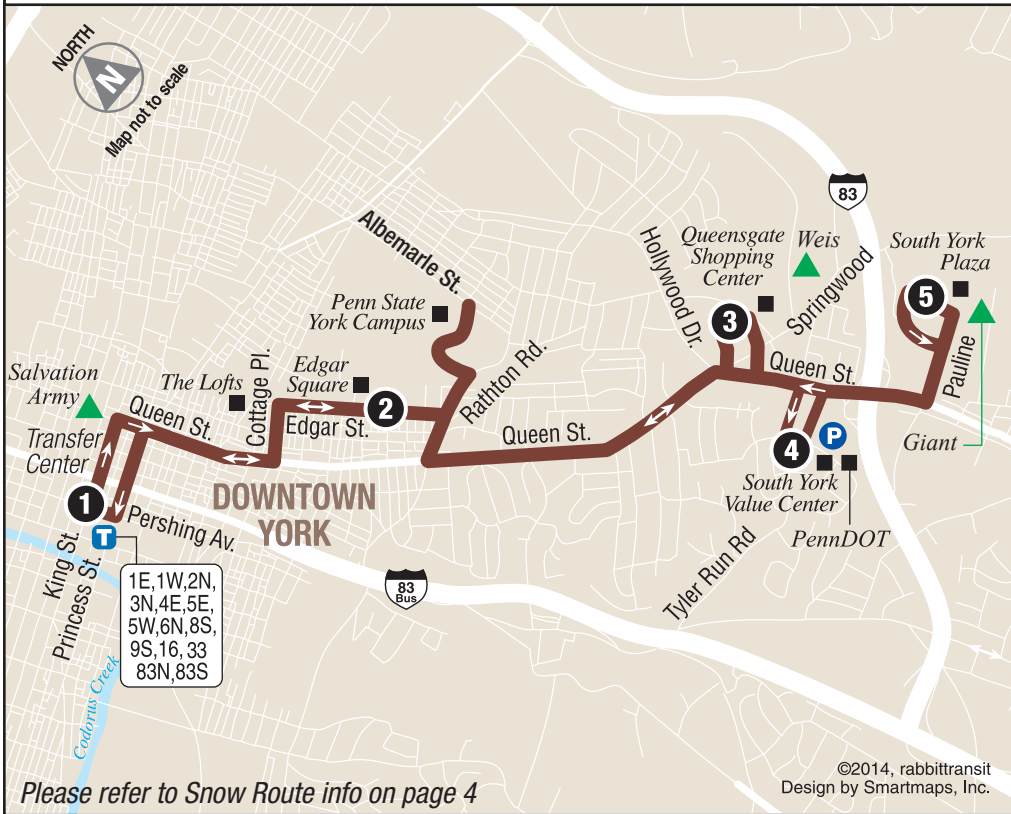 NORTH
N
Map not to scale
83
Albemarle St.
Hollywood Dr.
Queensgate
Shopping
Center
Weis
Springwood
South York
Plaza
5
Penn State
York Campus
3
Pauline
Rathton Rd.
Edgar
Square
Queen St.
Salvation
Army
The Lofts
Cottage Pl.
2
Edgar St.
Queen St.
Transfer
Center
Queen St.
P
4
Giant
1
DOWNTOWN
YORK
South York
Value Center
PennDOT
Pershing Av.
T
King St.
Princess St.
83
Bus
Tyler Run Rd
1E,1W,2N,
3N,4E,5E,
5W,6N,8S,
9S,16, 33
83N,83S
Codorus Creek
Please refer to Snow Route info on page 4
©2014, rabbittransit
Design by Smartmaps, Inc.